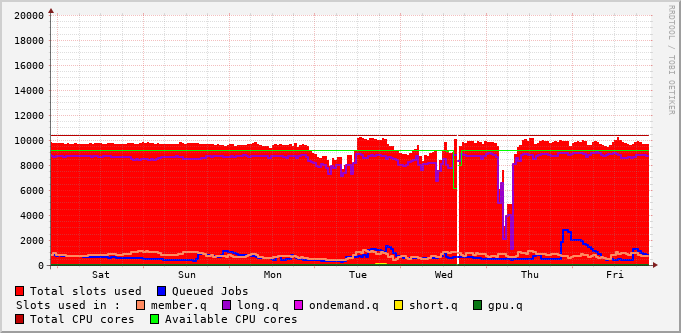 20000
18000
16000
14000
12000
10000
8000
6000
4000
2000
0
Sat Sun Mon Tue Wed Thu Fri
RRDTOOL / TOBI OETIKER
Total slots used Queued Jobs
Slots used in : member.q long.q ondemand.q short.q gpu.q
Total CPU cores Available CPU cores